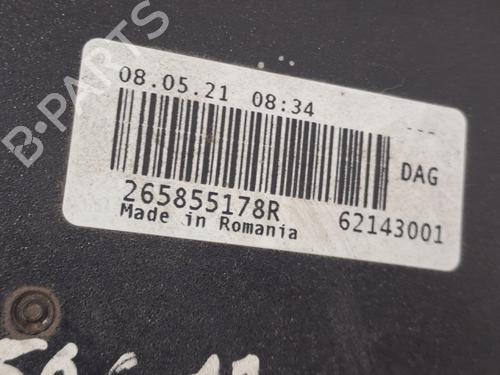 B-PARTS
08.05.21 08:34
---
DAG
265855178R
62143001
Made in Romania